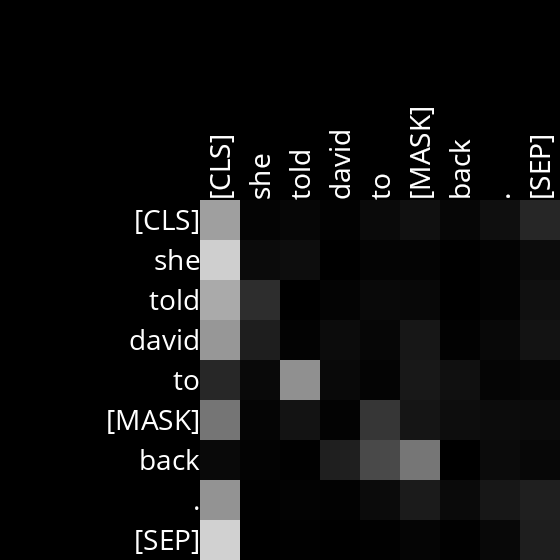 [CLS] she told david to [MASK] back . [SEP]
[CLS]
she
told
david
to
[MASK]
back
.
[SEP]